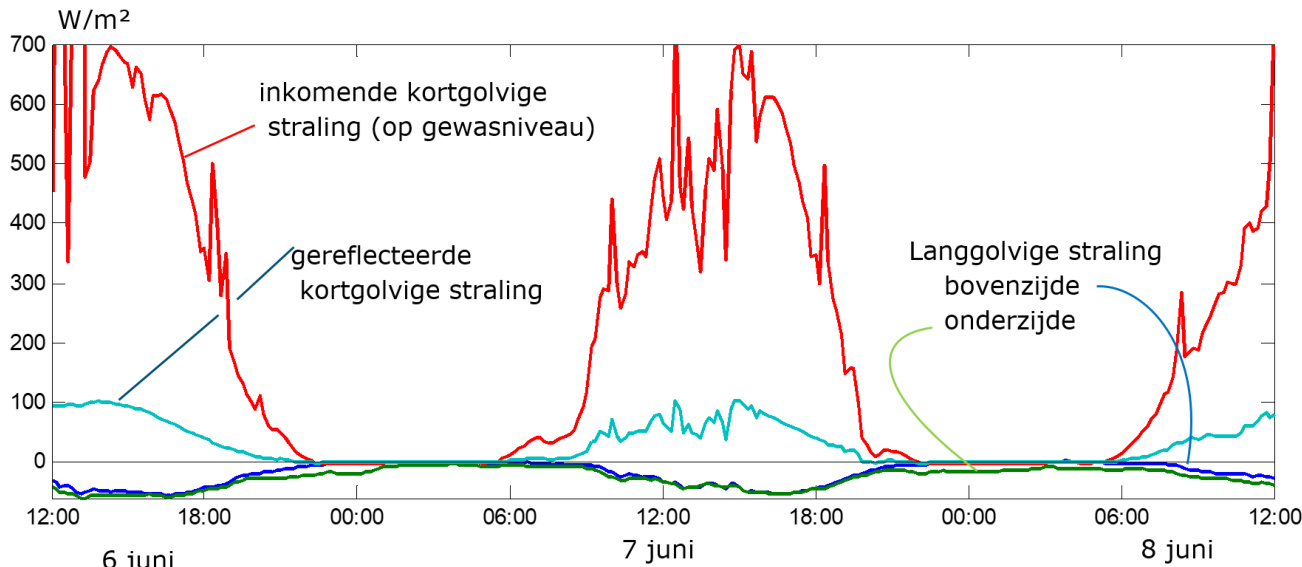 W/m²
700
600
500
400
300
200
100
0
inkomende kortgolvige
straling (op gewasniveau)
gereflecteerde
kortgolvige straling
Langgolvige straling
bovenzijde
onderzijde
12:00 18:00 00:00 06:00 12:00 18:00 00:00 06:00 12:00
6 juni 7 juni 8 juni